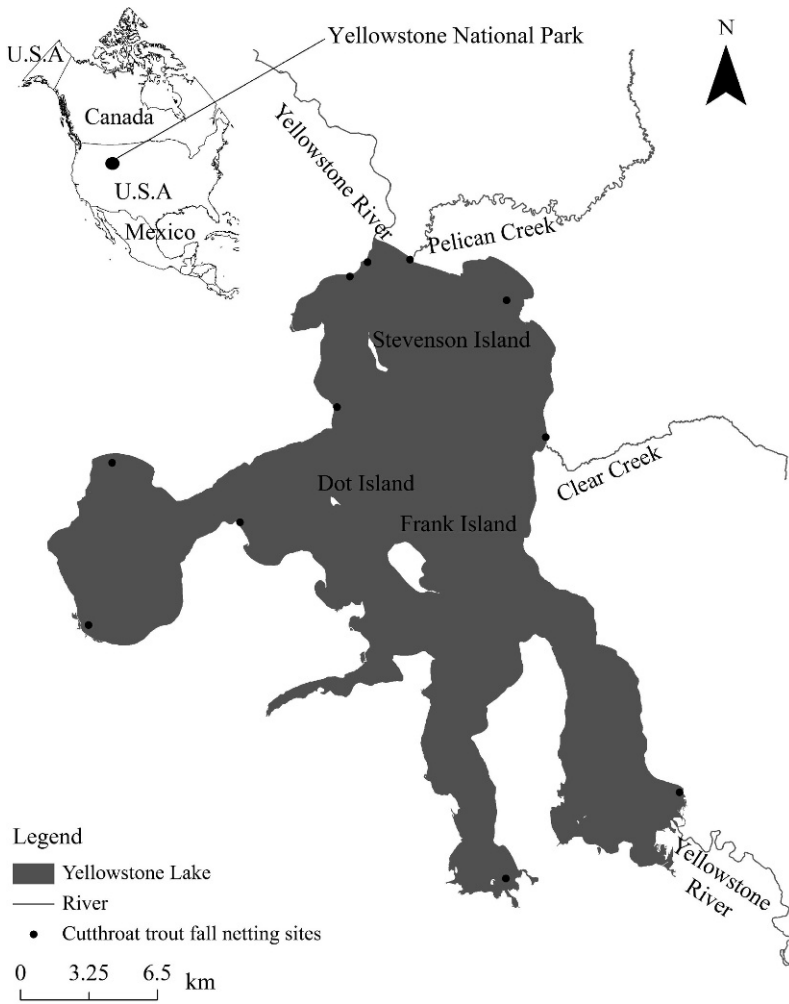 Yellowstone National Park
N
U.S.A
Canada
U.S.A
Mexico
Yellowstone River
Pelican Creek
Stevenson Island
Clear Creek
Dot Island
Frank Island
Yellowstone
River
Legend
Yellowstone Lake
River
Cutthroat trout fall netting sites
0 3.25 6.5 km